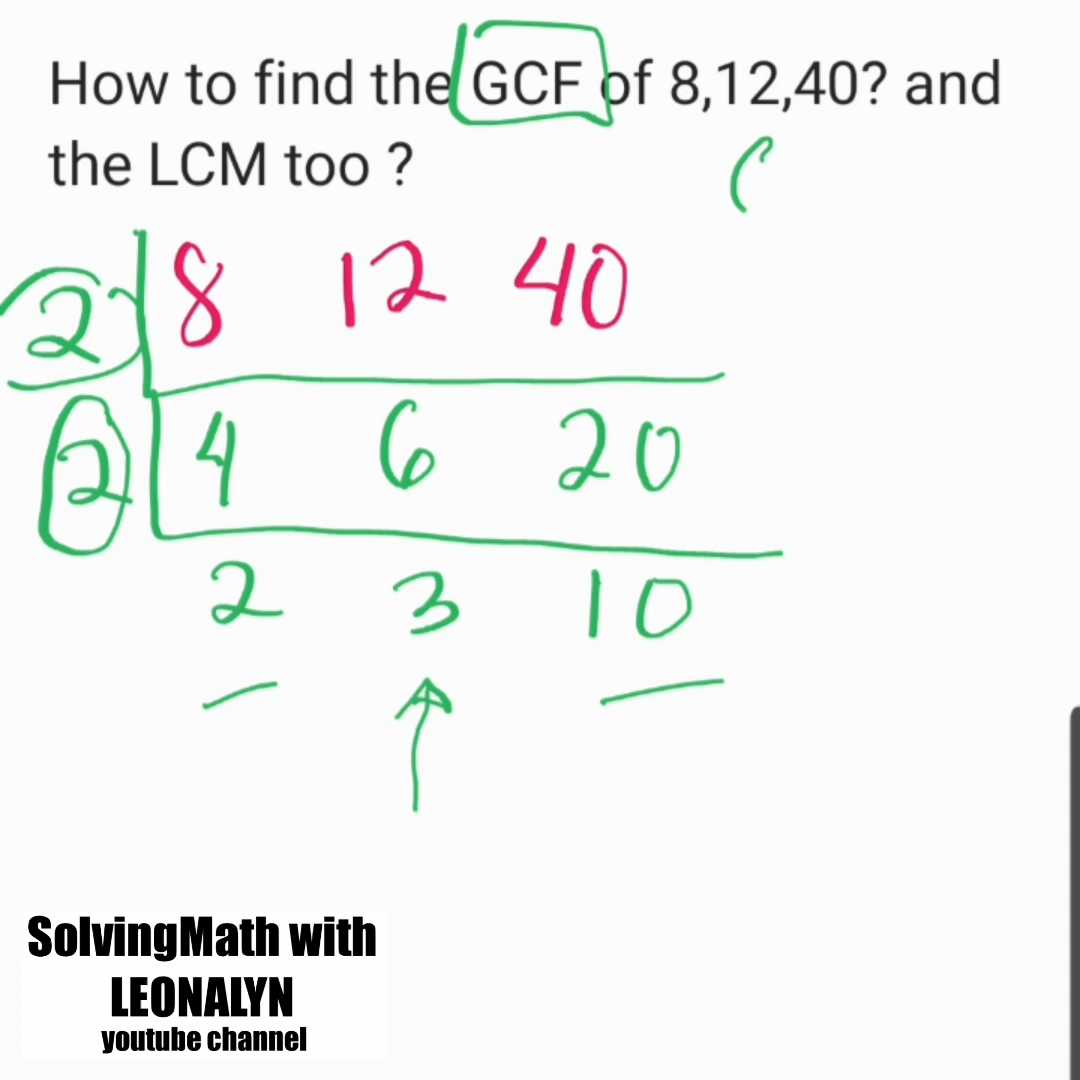 How to find the GCF of 8,12,40? and
the LCM too ?
2 8 12 40
2 4 6 20
2 3 10
SolvingMath with
LEONALYN
youtube channel